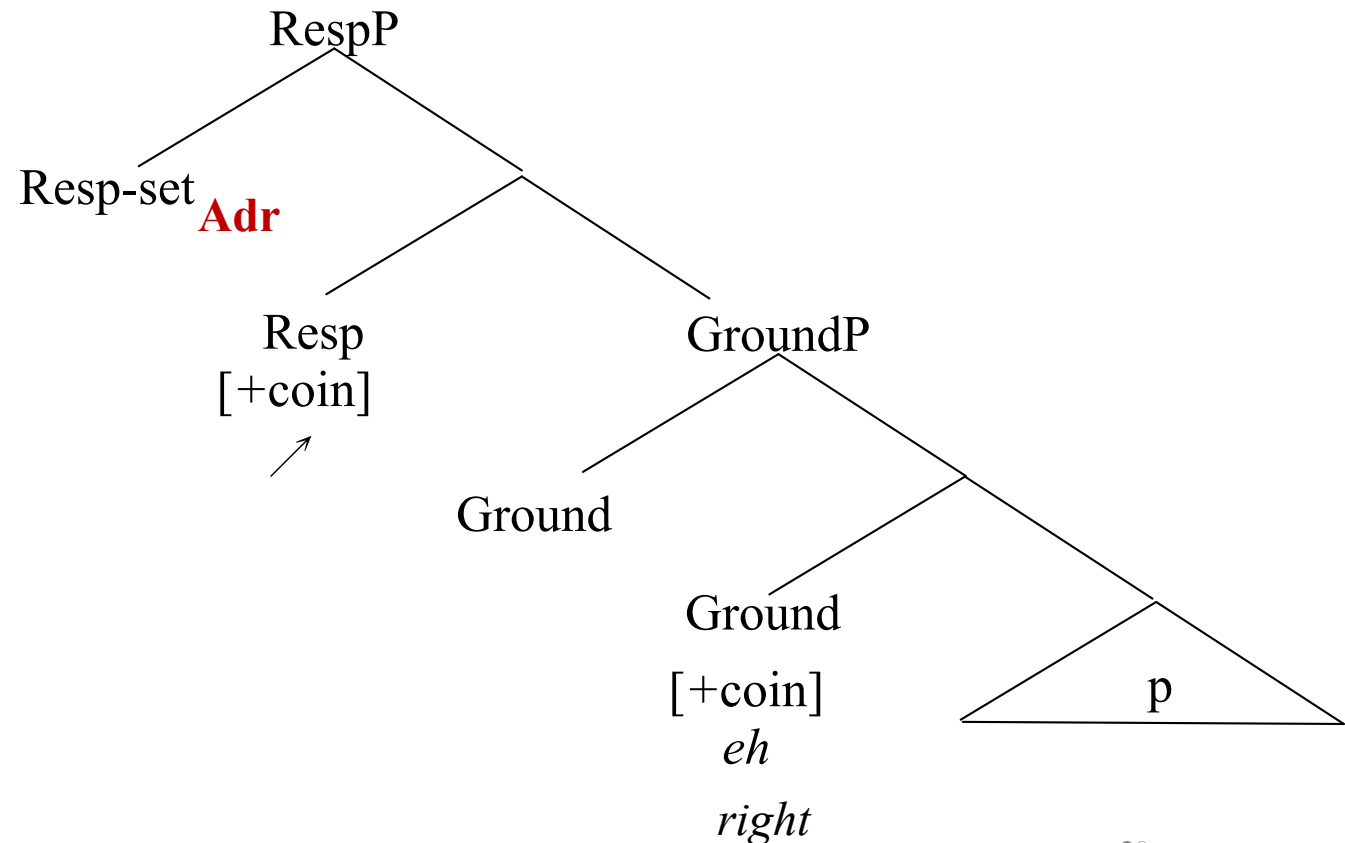 RespP
Resp-set Adr
Resp
GroundP
[+coin]
Ground
Ground
[+coin]
p
eh
right